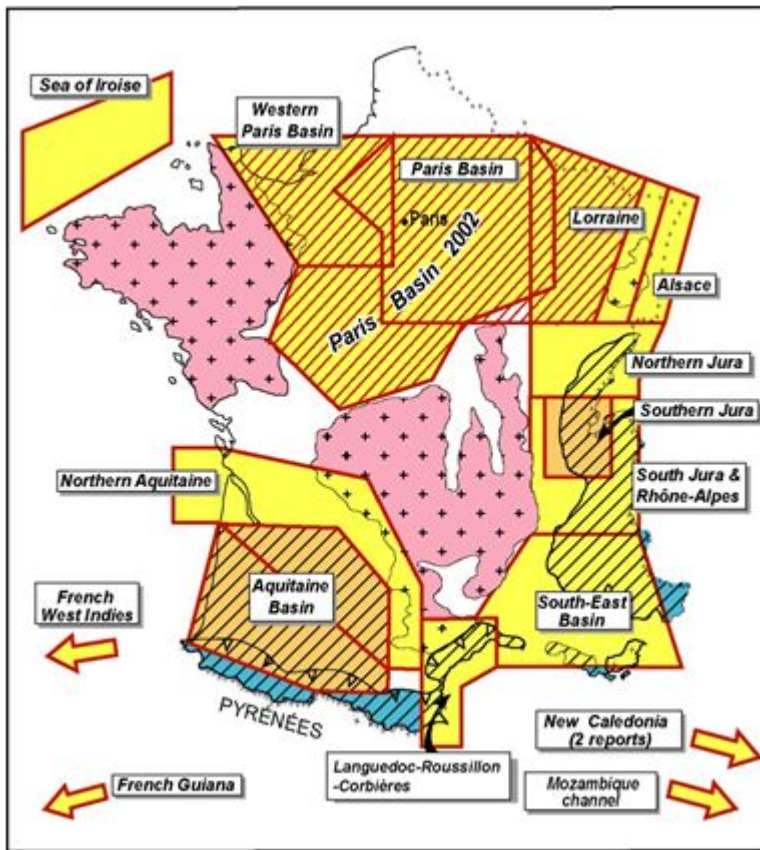 Sea of Iroise
Western
Paris Basin
Paris Basin
Paris
Lorraine
Paris Basin 2002
Alsace
Northern Jura
Southern Jura
Northern Aquitaine
South Jura &
Rhône-Alpes
French
West Indies
Aquitaine
Basin
South-East
Basin
PYRÉNÉES
New Caledonia
(2 reports)
French Guiana
Languedoc-Roussillon
-Corbières
Mozambique
channel